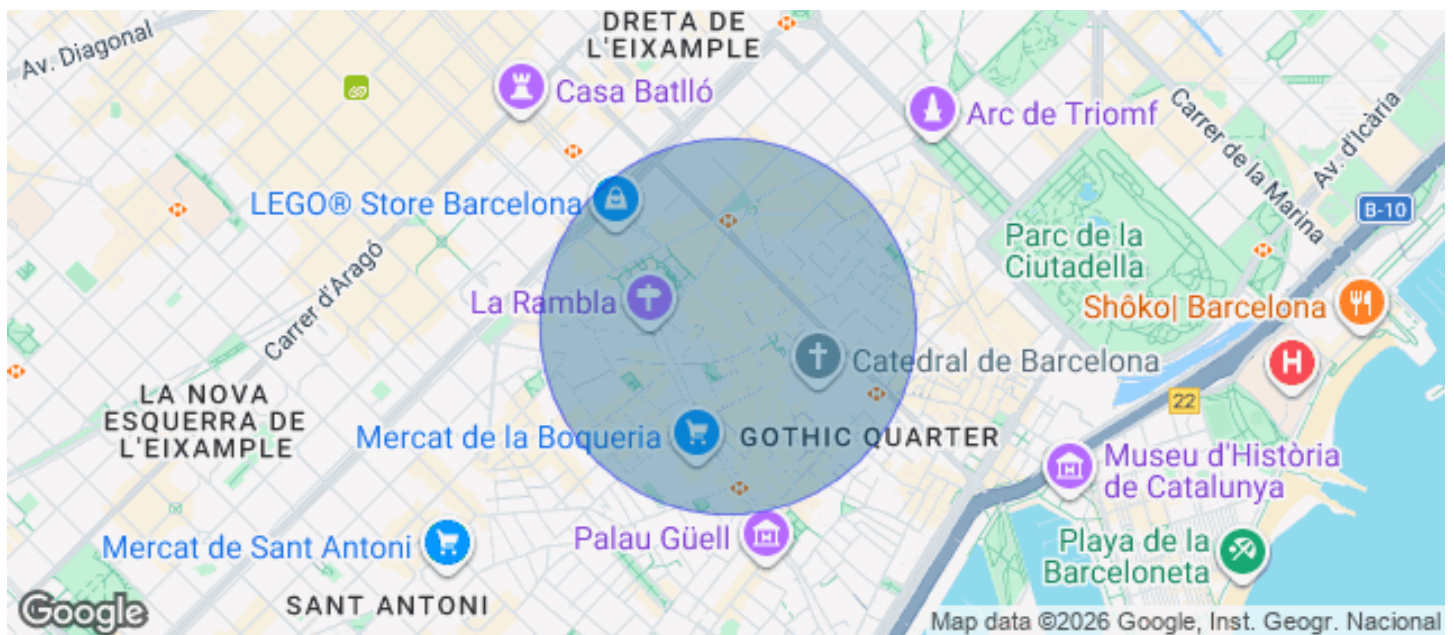 DRETA DE
L'EIXAMPLE
Av. Diagonal
Casa Batlló
Arc de Triomf
Carrer de la Marina
Av. d'Icària
LEGO® Store Barcelona
B-10
Parc de la
Ciutadella
Carrer d'Aragó
La Rambla
Shôko| Barcelona
Catedral de Barcelona
H
LA NOVA
ESQUERRA DE
L'EIXAMPLE
22
Mercat de la Boqueria
GOTHIC QUARTER
Museu d'Història
de Catalunya
Mercat de Sant Antoni
Palau Güell
Playa de la
Barceloneta
SANT ANTONI
Google
Map data ©2026 Google, Inst. Geogr. Nacional